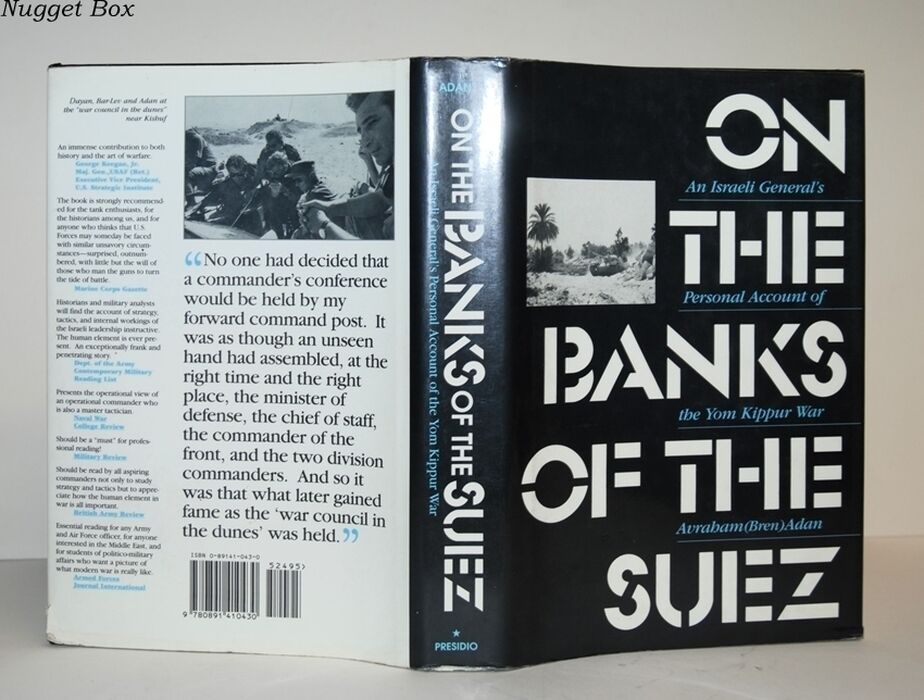 Nugget Box
Dayan, Bar-Lev and Adan at
the "war council in the dunes"
near Kishuf
An immense contribution to both
history and the art of warfare.
George Keegan, Jr.
Maj. Gen., USAF (Ret.)
Executive Vice President,
U.S. Strategic Institute
The book is strongly recommend-
ed for the tank enthusiasts, for
the historians among us, and for
anyone who thinks that U.S.
Forces may someday be faced
with similar unsavory circum-
stances—surprised, outnum-
bered, with little but the will of
those who man the guns to turn
the tide of battle.
Marine Corps Gazette
Historians and military analysts
will find the account of strategy,
tactics, and internal workings of
the Israeli leadership instructive.
The human element is ever pre-
sent. An exceptionally frank and
penetrating story. "
Dept. of the Army
Contemporary Military
Reading List
Presents the operational view of
an operational commander who
is also a master tactician.
Naval War
College Review
Should be a "must" for profes-
sional reading!
Military Review
Should be read by all aspiring
commanders not only to study
strategy and tactics but to appre-
ciate how the human element in
war is all important.
British Army Review
Essential reading for any Army
and Air Force officer, for anyone
interested in the Middle East, and
for students of politico-military
affairs who want a picture of
what modern war is really like.
Armed Forces
Journal International
“No one had decided that
a commander's conference
would be held by my
forward command post. It
was as though an unseen
hand had assembled, at the
right time and the right
place, the minister of
defense, the chief of staff,
the commander of the
front, and the two division
commanders. And so it
was that what later gained
fame as the 'war council in
the dunes' was held.”
ISBN 0-89141-043-0
52495>
9 780891 410430
ADAN
ON THE BANKS OF THE SUEZ
An Israeli General's Personal Account of the Yom Kippur War
PRESIDIO
ON
An Israeli General's
THE
Personal Account of
BANKS
the Yom Kippur War
OF THE
Avraham (Bren) Adan
SUEZ